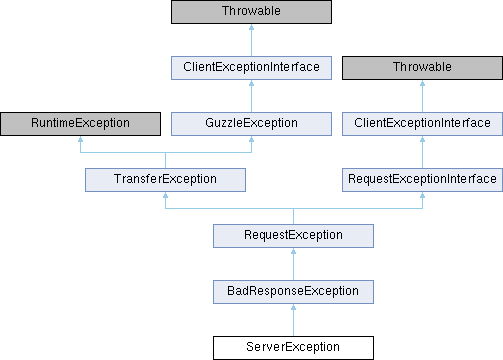 Throwable
ClientExceptionInterface
Throwable
RuntimeException
GuzzleException
ClientExceptionInterface
TransferException
RequestExceptionInterface
RequestException
BadResponseException
ServerException